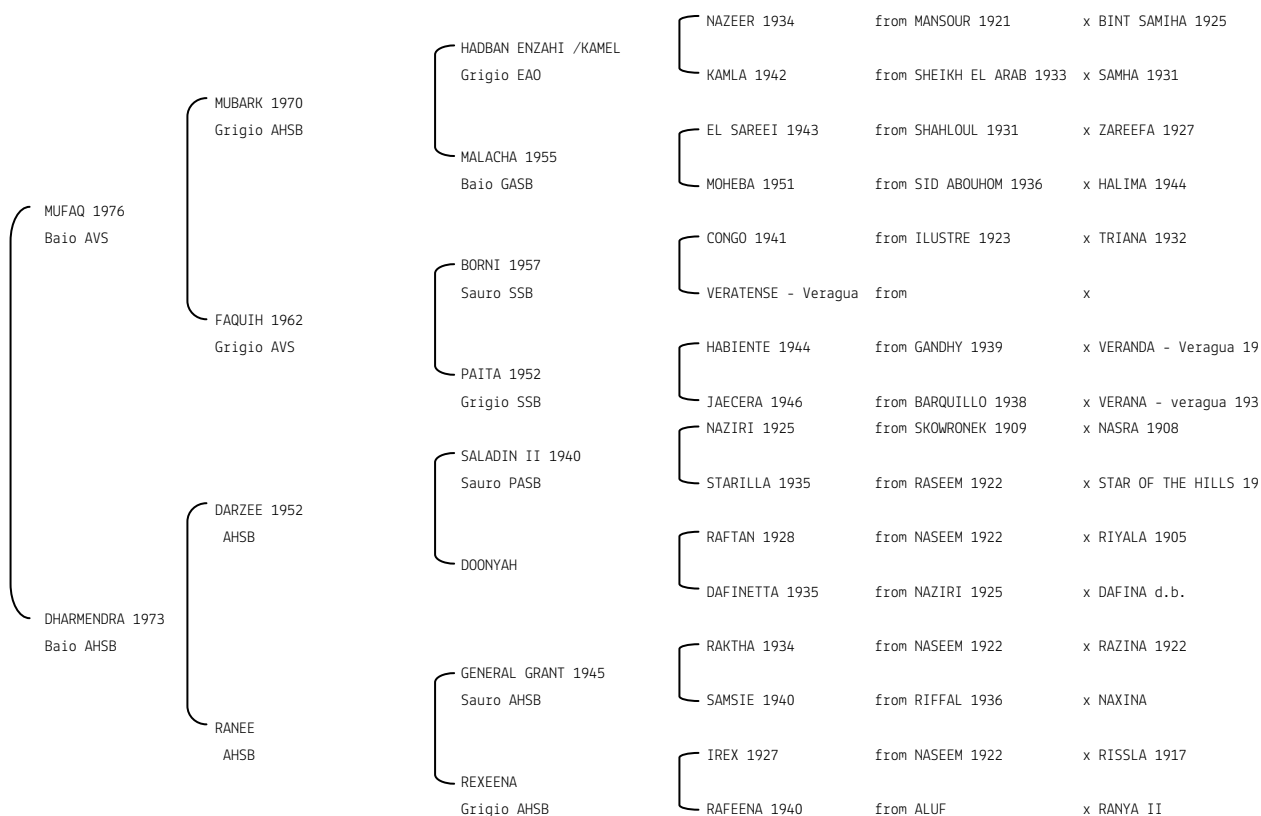 NAZEER 1934 from MANSOUR 1921 x BINT SAMIHA 1925
HADBAN ENZAHI /KAMEL
Grigio EAO
KAMLA 1942 from SHEIKH EL ARAB 1933 x SAMHA 1931
MUBARK 1970
Grigio AHSB
EL SAREEI 1943 from SHAHLOUL 1931 x ZAREEFA 1927
MALACHA 1955
Baio GASB
MOHEBA 1951 from SID ABOUHOM 1936 x HALIMA 1944
MUFAQ 1976
Baio AVS
CONGO 1941 from ILUSTRE 1923 x TRIANA 1932
BORNI 1957
Sauro SSB
VERATENSE - Veragua from x
FAQUIH 1962
Grigio AVS
HABIENTE 1944 from GANDHY 1939 x VERANDA - Veragua 19
PAITA 1952
Grigio SSB
JAECERA 1946 from BARQUILLO 1938 x VERANA - veragua 193
NAZIRI 1925 from SKOWRONEK 1909 x NASRA 1908
SALADIN II 1940
Sauro PASB
STARILLA 1935 from RASEEM 1922 x STAR OF THE HILLS 19
DARZEE 1952
AHSB
RAFTAN 1928 from NASEEM 1922 x RIYALA 1905
DOONYAH
DAFINETTA 1935 from NAZIRI 1925 x DAFINA d.b.
DHARMENDRA 1973
Baio AHSB
RAKTHA 1934 from NASEEM 1922 x RAZINA 1922
GENERAL GRANT 1945
Sauro AHSB
SAMSIE 1940 from RIFFAL 1936 x NAXINA
RANEE
AHSB
IREX 1927 from NASEEM 1922 x RISSLA 1917
REXEENA
Grigio AHSB
RAFEENA 1940 from ALUF x RANYA II